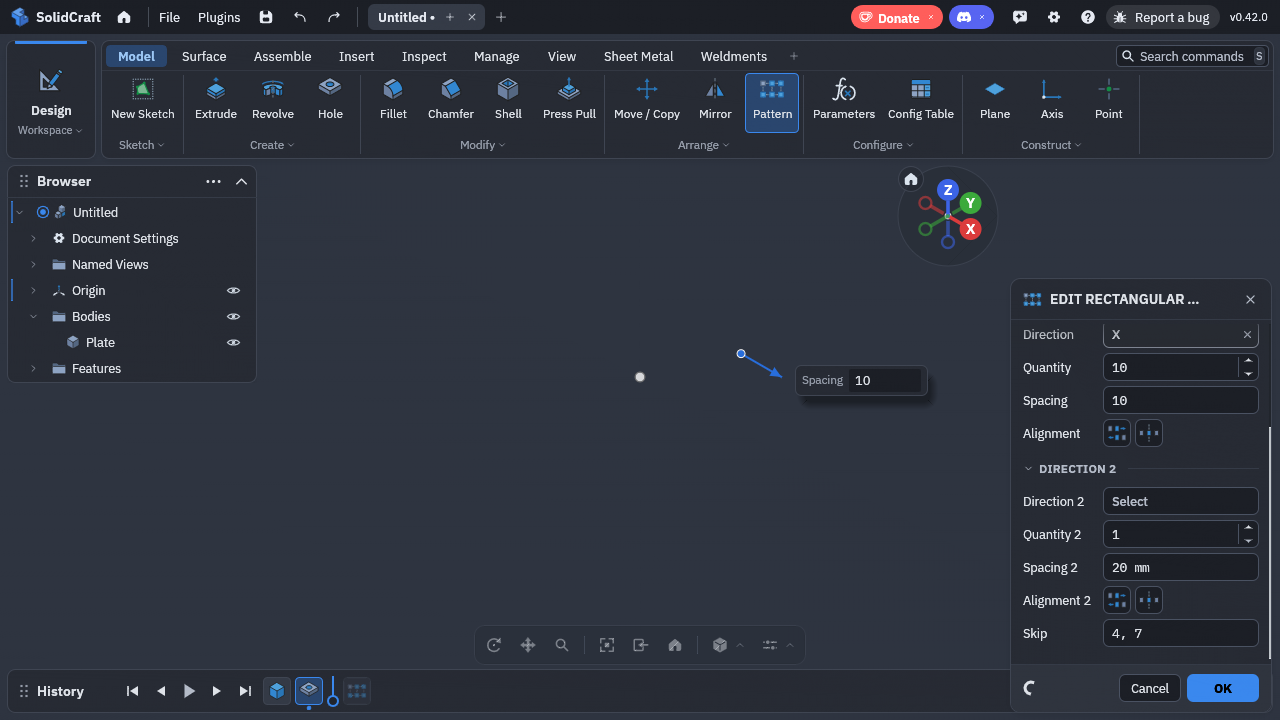 SolidCraft
File
Plugins
Untitled •
Donate
Report a bug
v0.42.0
Design
Workspace
Model
Surface
Assemble
Insert
Inspect
Manage
View
Sheet Metal
Weldments
Search commands
S
New Sketch
Extrude
Revolve
Hole
Fillet
Chamfer
Shell
Press Pull
Move / Copy
Mirror
Pattern
Parameters
Config Table
Plane
Axis
Point
Sketch
Create
Modify
Arrange
Configure
Construct
Browser
Untitled
Document Settings
Named Views
Origin
Bodies
Plate
Features
Z
Y
X
Spacing 10
EDIT RECTANGULAR ...
Direction X
Quantity 10
Spacing 10
Alignment
DIRECTION 2
Direction 2 Select
Quantity 2 1
Spacing 2 20 mm
Alignment 2
Skip 4, 7
Cancel
OK
History